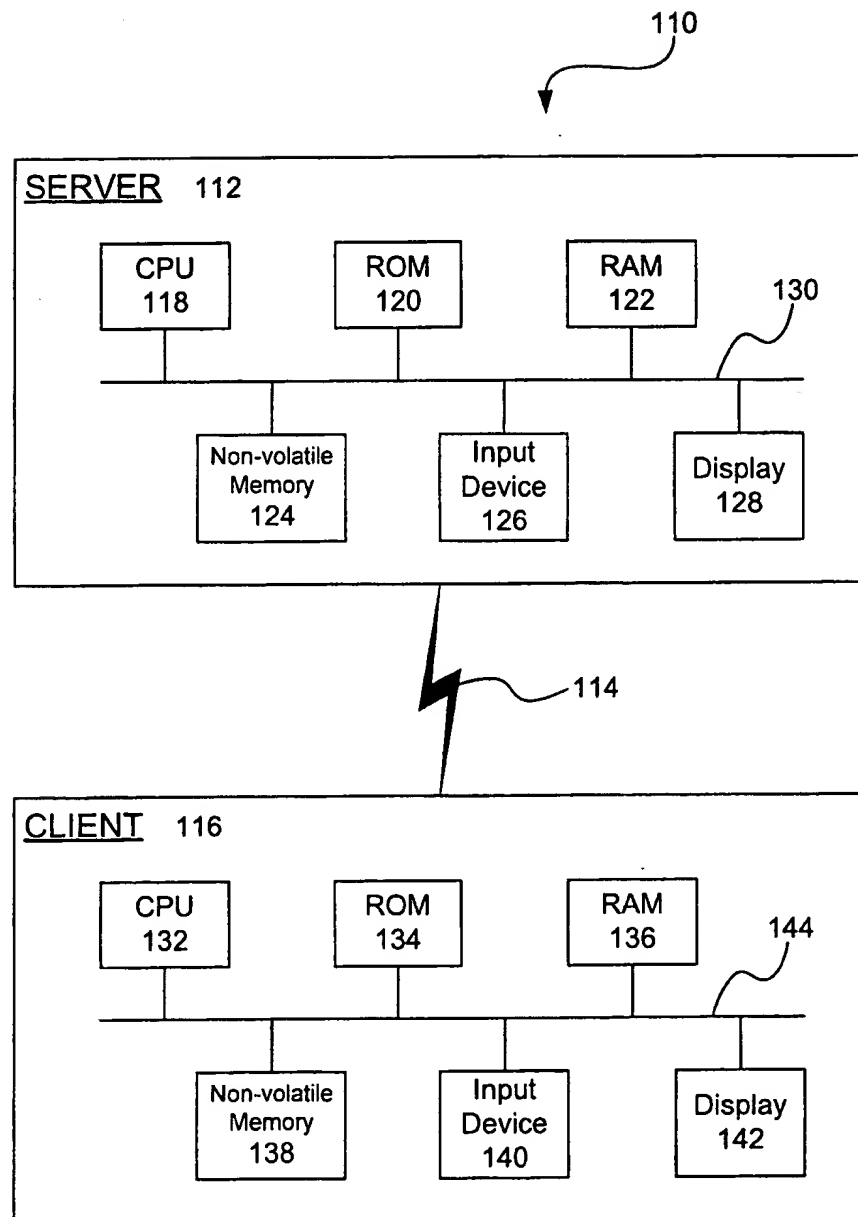 110
SERVER 112
CPU
118
ROM
120
RAM
122
130
Non-volatile
Memory
124
Input
Device
126
Display
128
114
CLIENT 116
CPU
132
ROM
134
RAM
136
144
Non-volatile
Memory
138
Input
Device
140
Display
142